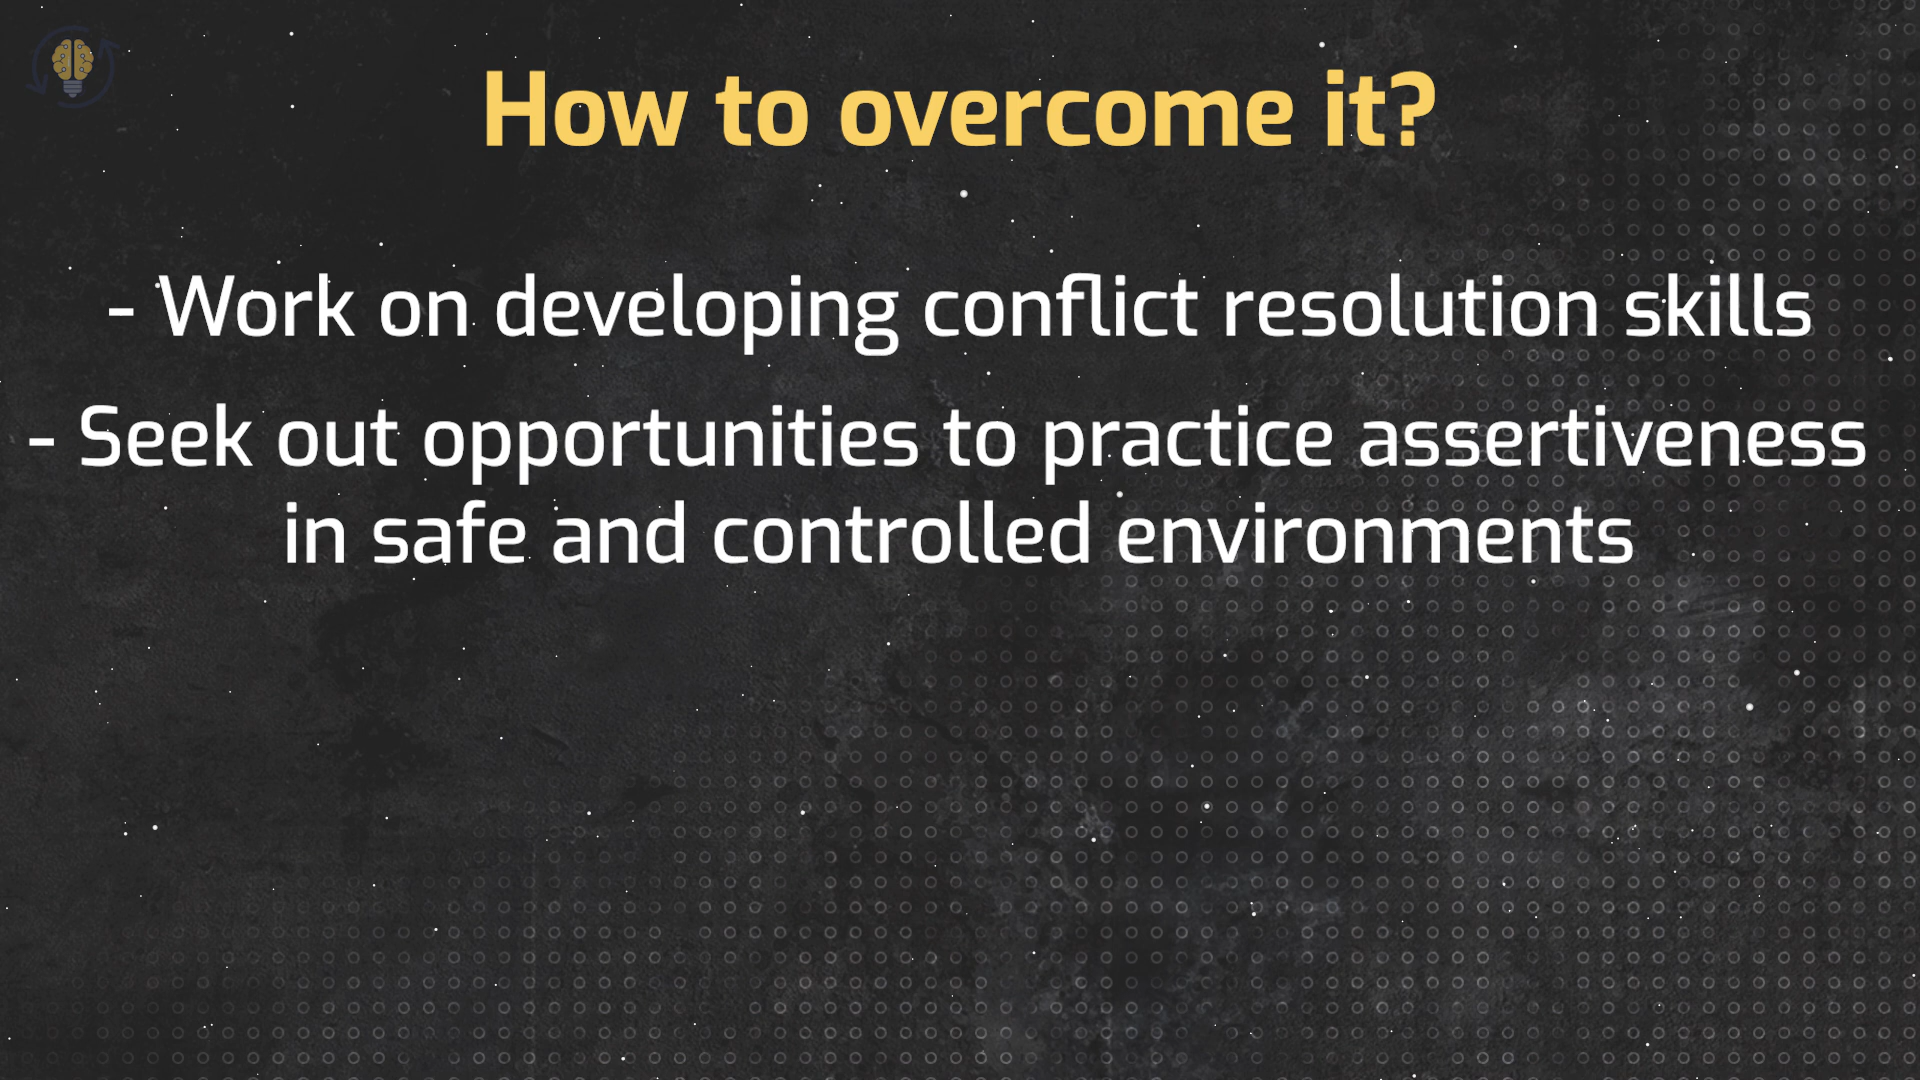 How to overcome it?
- Work on developing conflict resolution skills
- Seek out opportunities to practice assertiveness
in safe and controlled environments